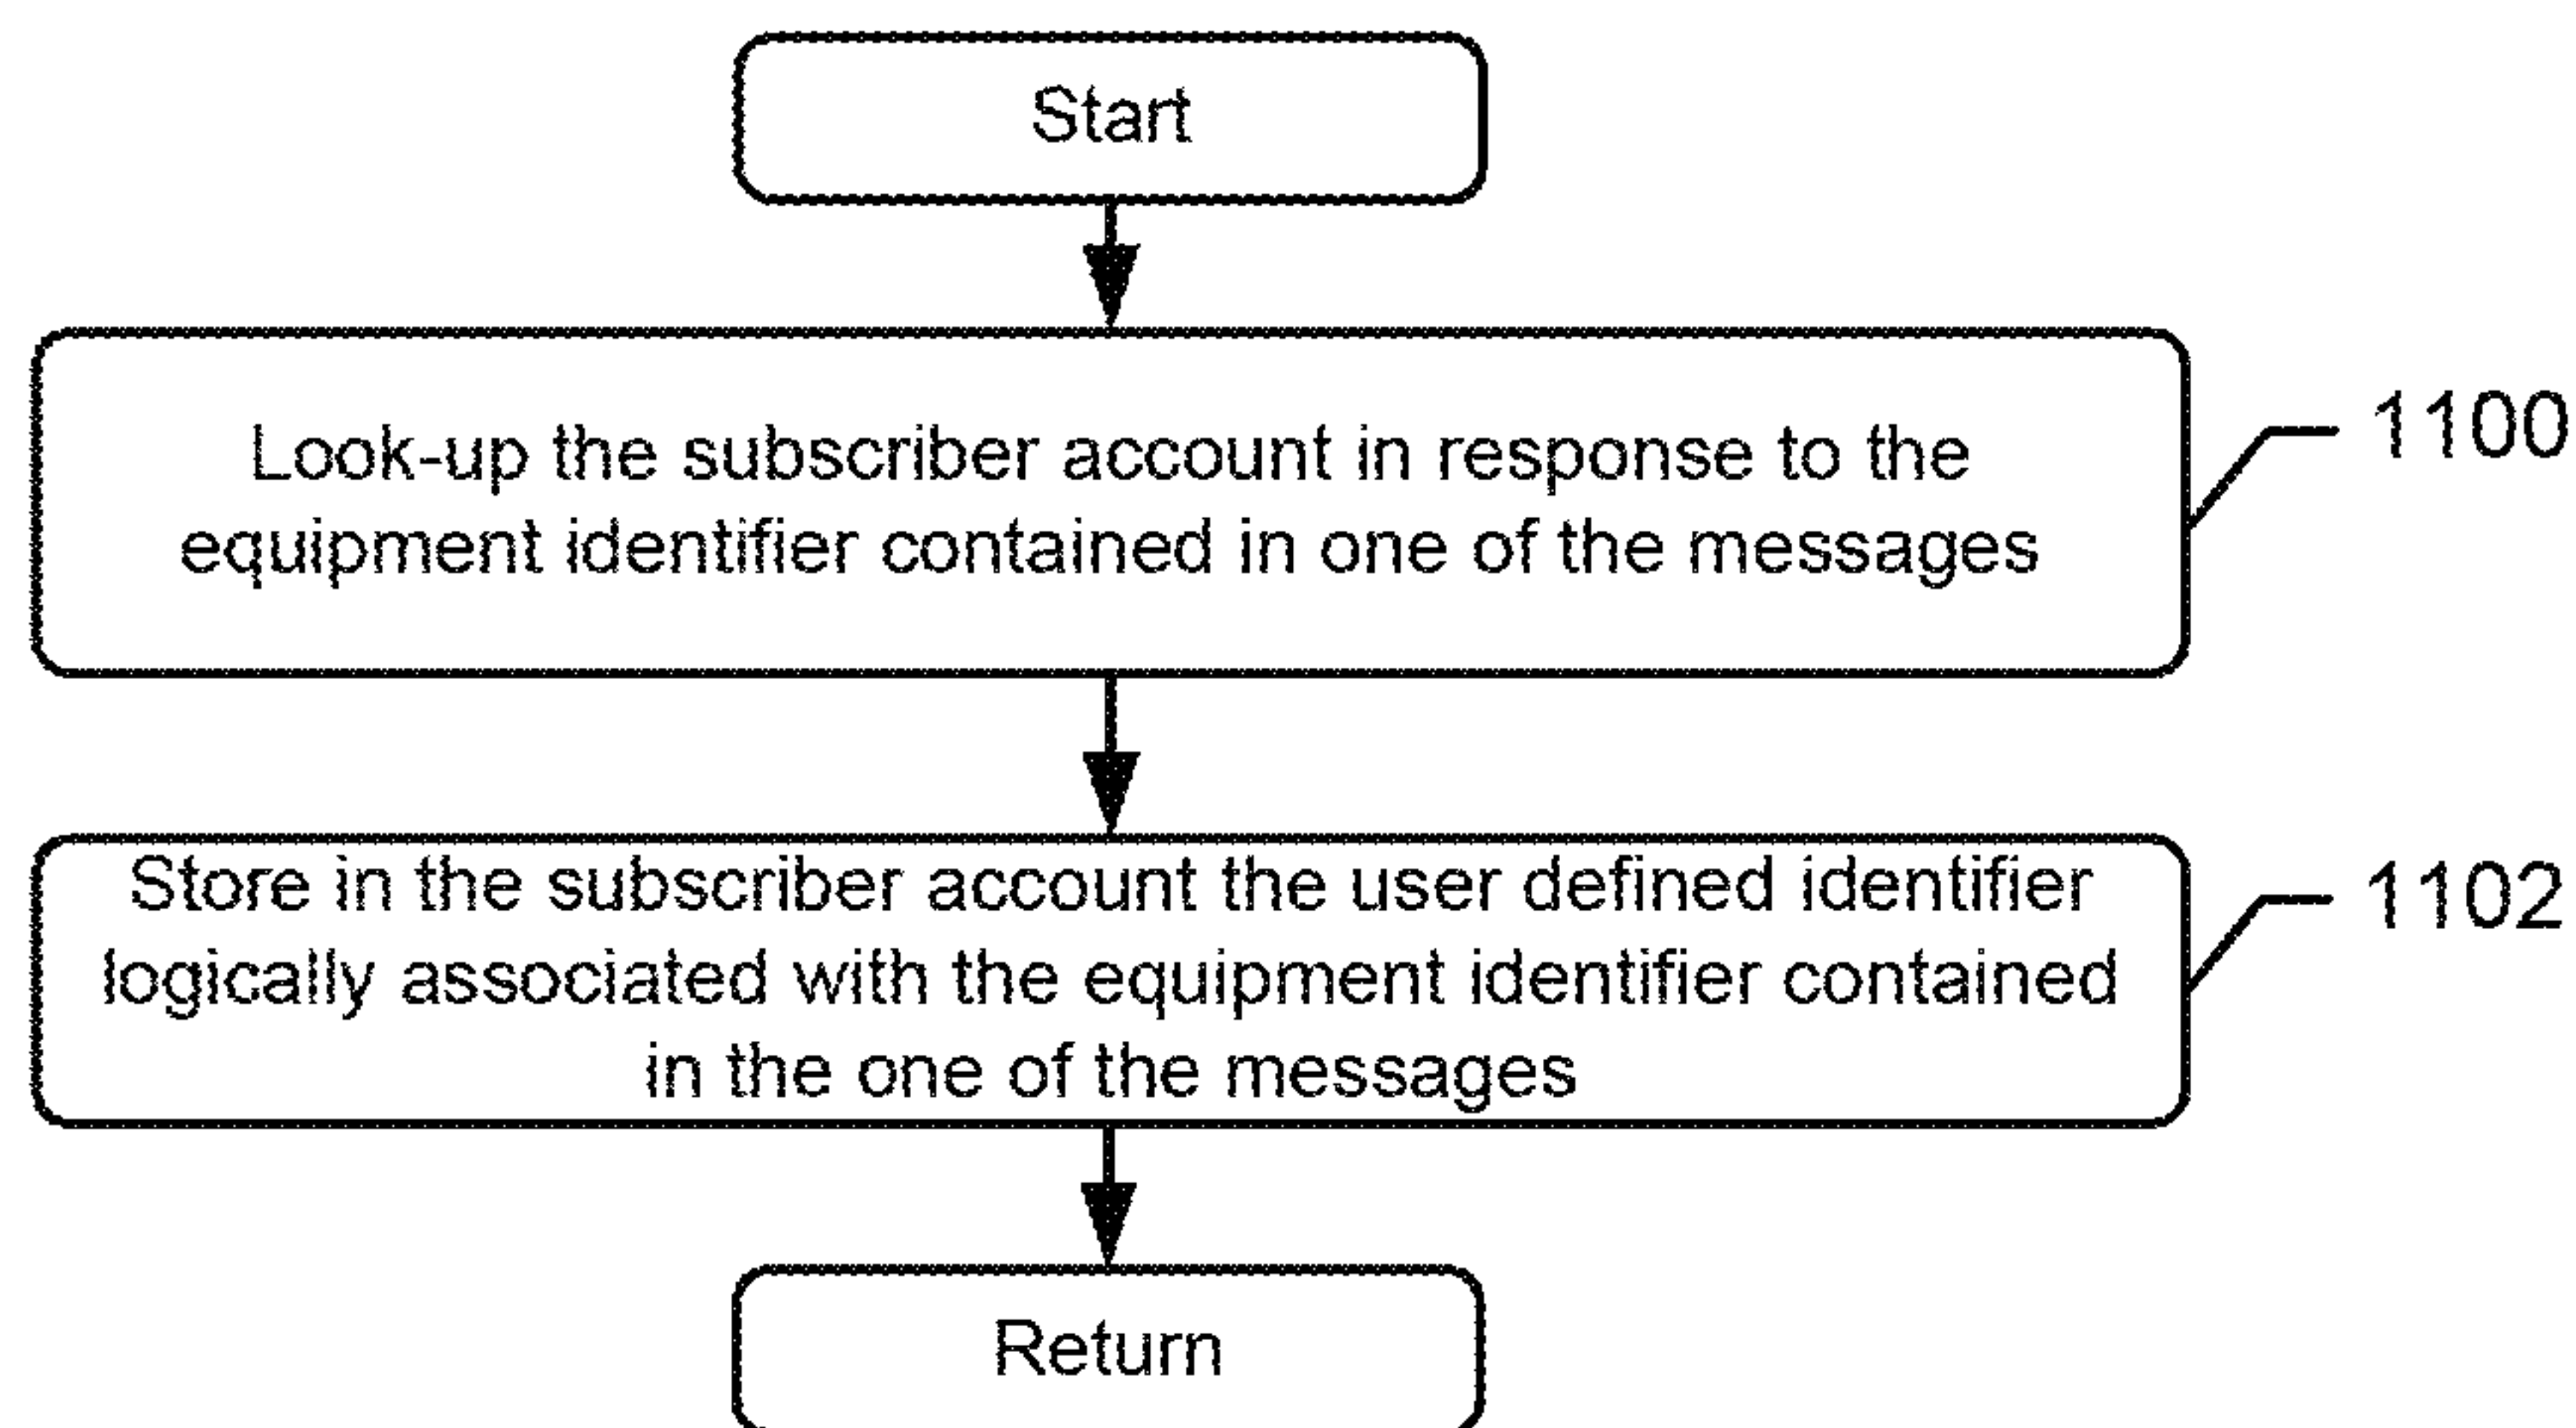 Start
Look-up the subscriber account in response to the
equipment identifier contained in one of the messages
1100
Store in the subscriber account the user defined identifier
logically associated with the equipment identifier contained
in the one of the messages
1102
Return